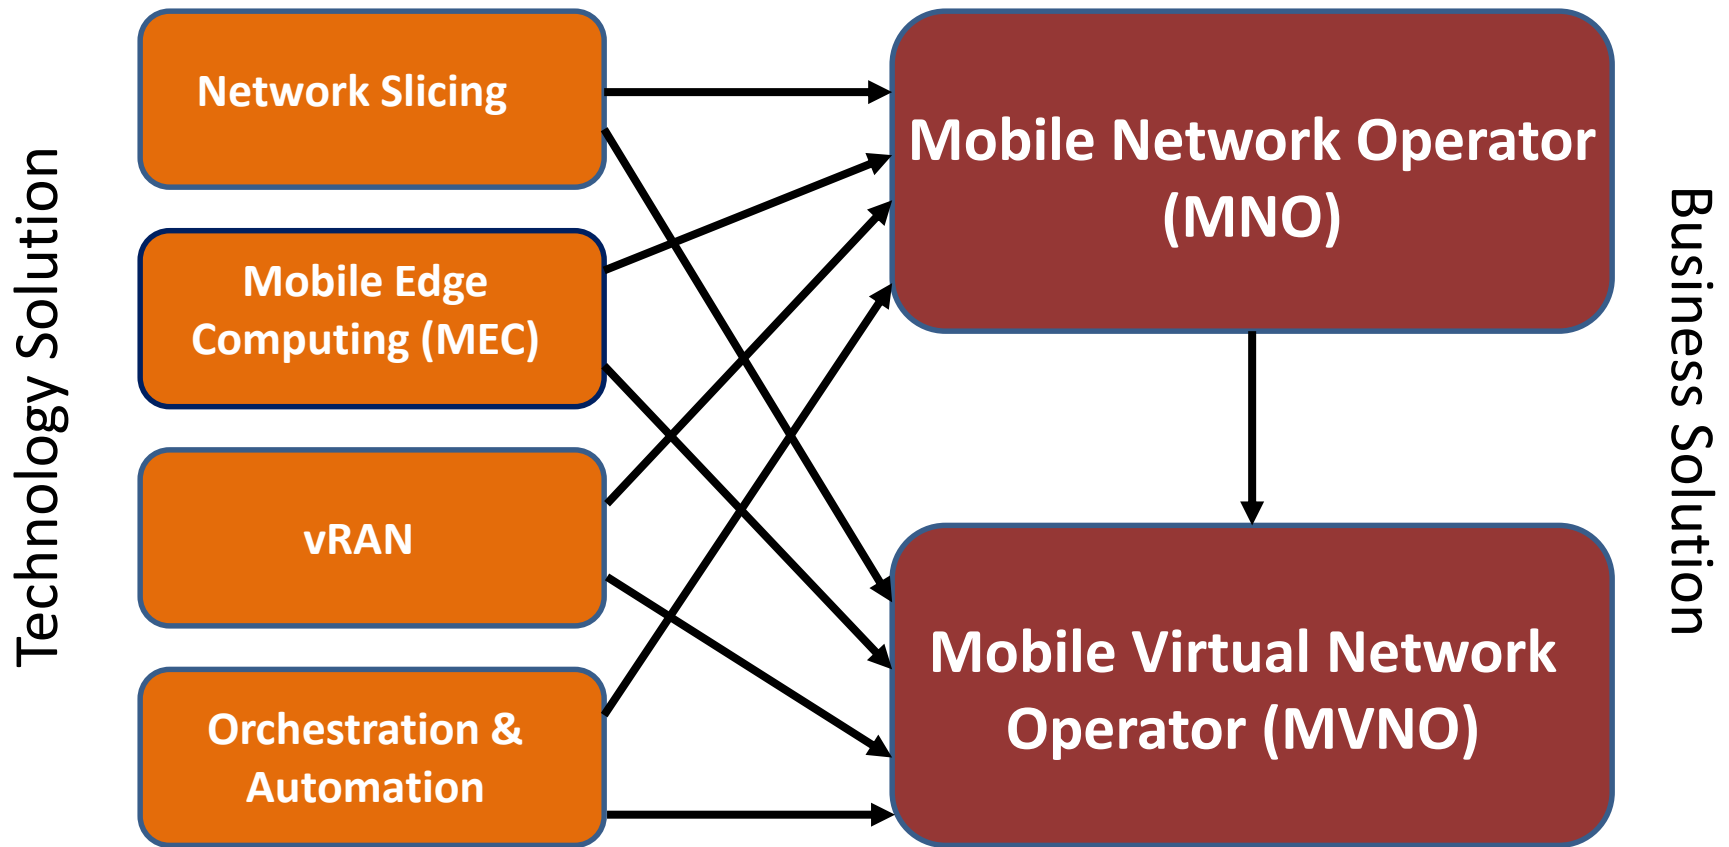 Technology Solution
Network Slicing
Mobile Edge
Computing (MEC)
vRAN
Orchestration &
Automation
Mobile Network Operator
(MNO)
Mobile Virtual Network
Operator (MVNO)
Business Solution